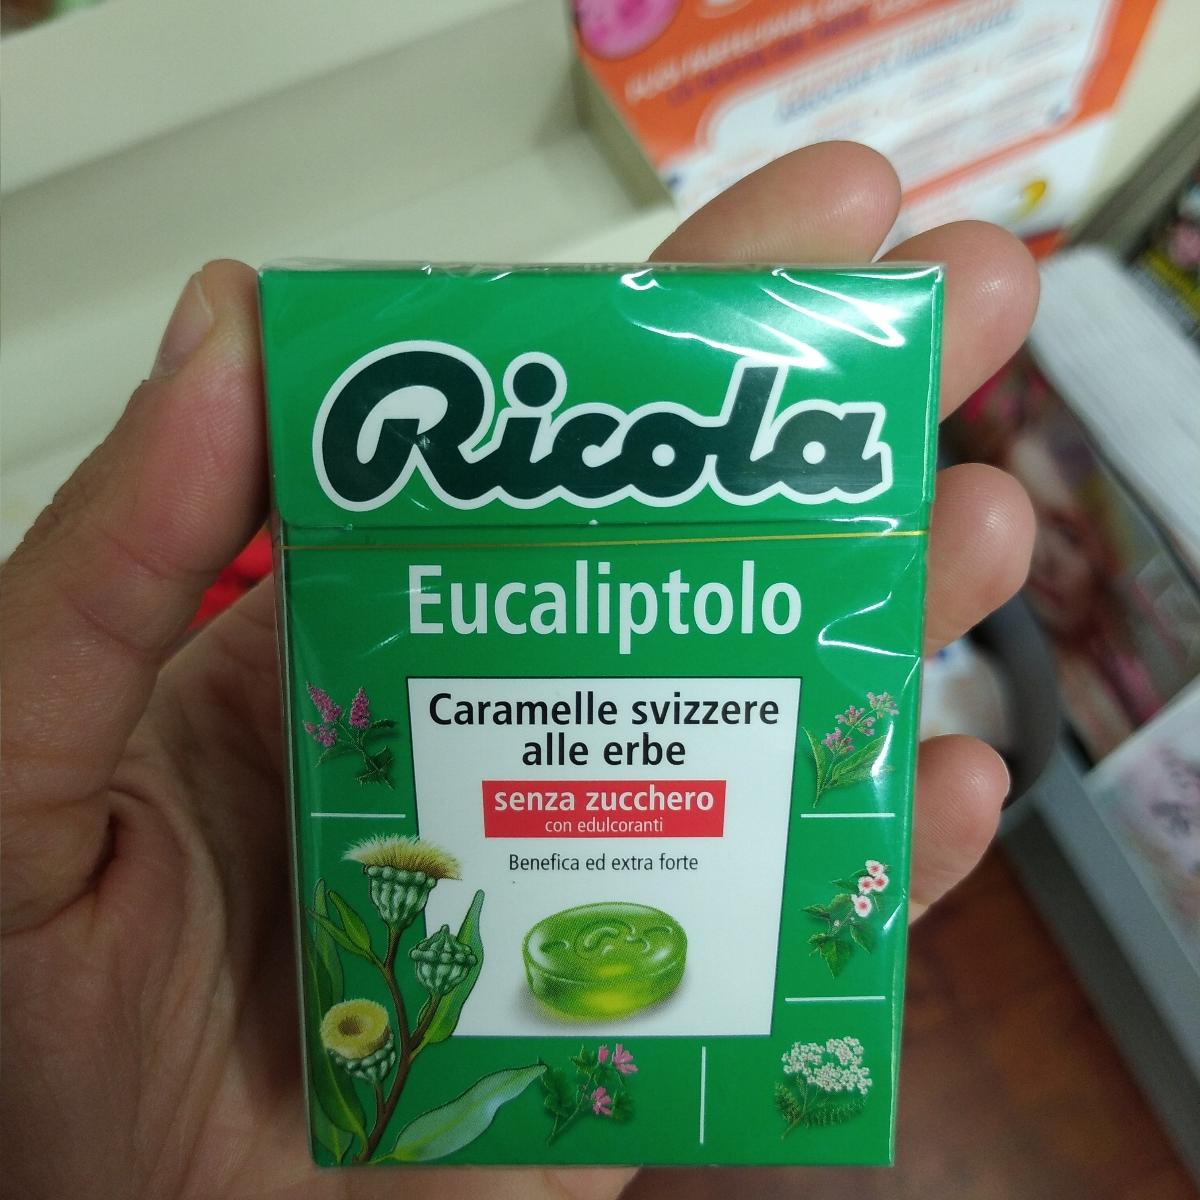 Ricola
Eucaliptolo
Caramelle svizzere
alle erbe
senza zucchero
con edulcoranti
Benefica ed extra forte